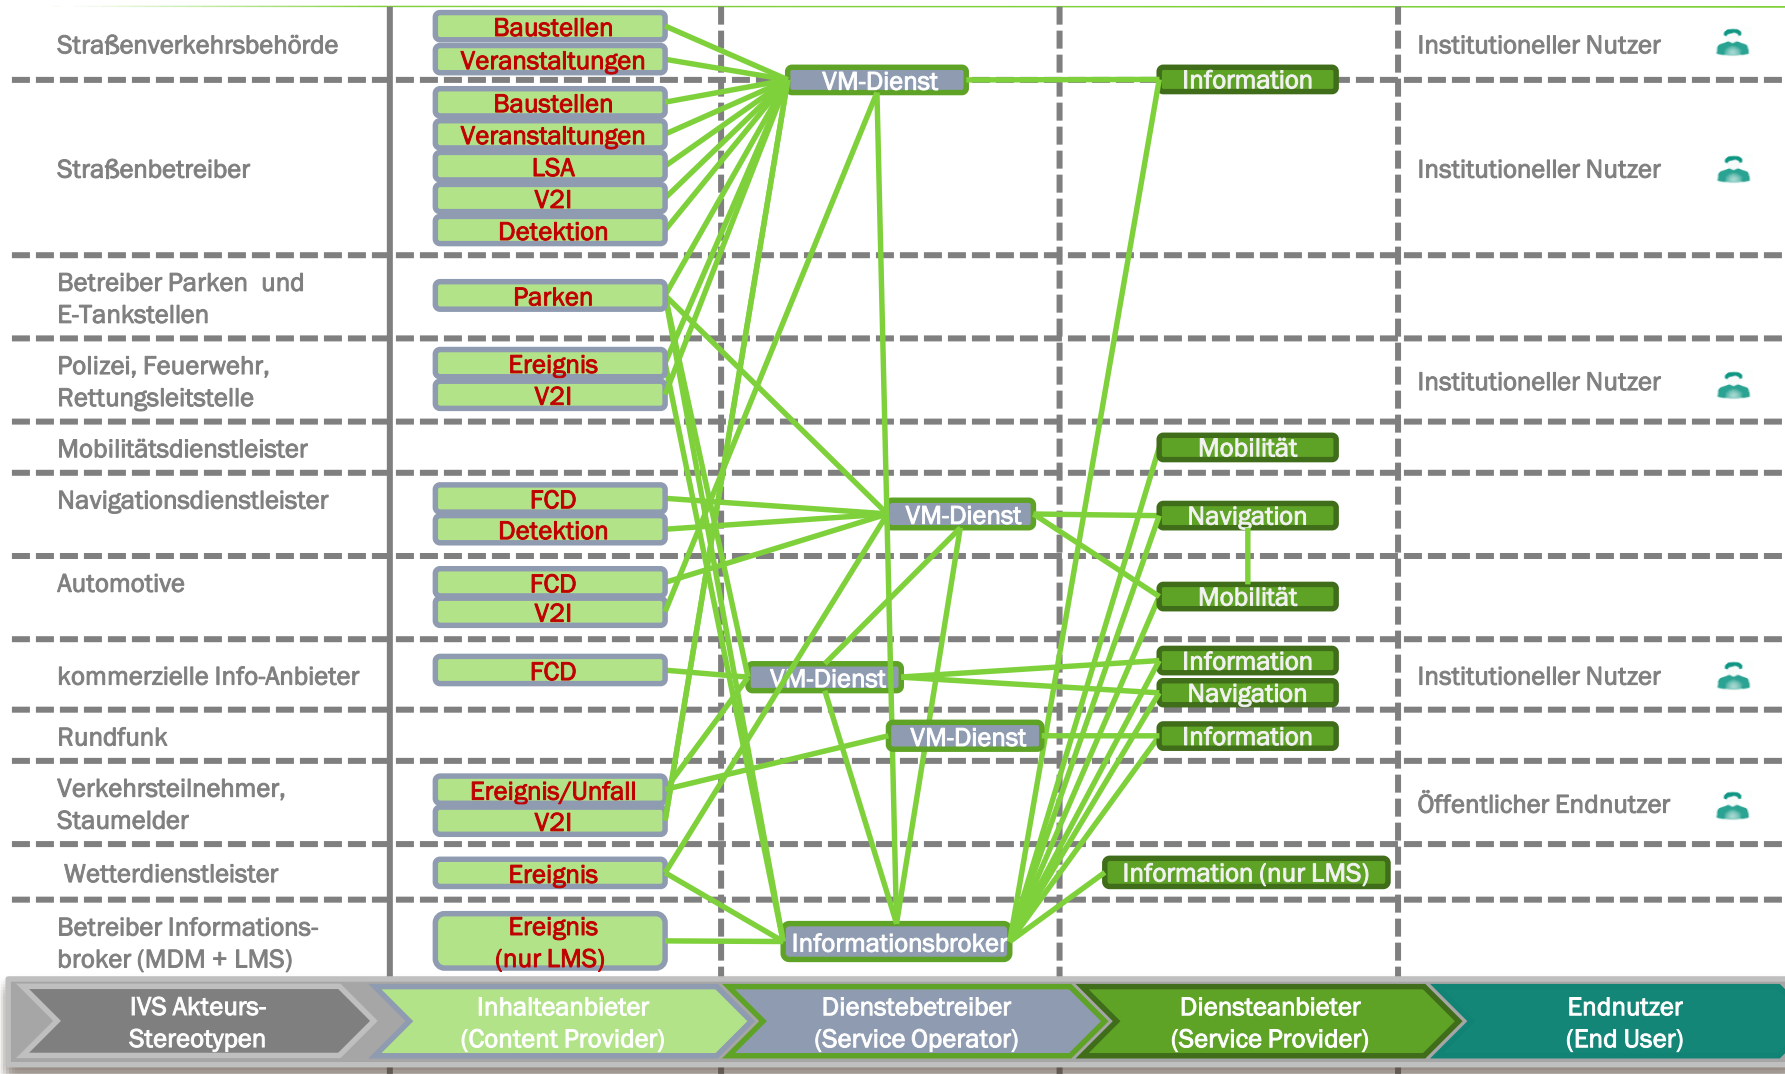 Straßenverkehrsbehörde
Baustellen
Veranstaltungen
Institutioneller Nutzer
VM-Dienst
Information
Straßenbetreiber
Baustellen
Veranstaltungen
LSA
V2I
Detektion
Institutioneller Nutzer
Betreiber Parken und
E-Tankstellen
Parken
Polizei, Feuerwehr,
Rettungsleitstelle
Ereignis
V2I
Institutioneller Nutzer
Mobilitätsdienstleister
Mobilität
Navigationsdienstleister
FCD
Detektion
VM-Dienst
Navigation
Automotive
FCD
V2I
Mobilität
kommerzielle Info-Anbieter
FCD
VM-Dienst
Information
Navigation
Institutioneller Nutzer
Rundfunk
VM-Dienst
Information
Verkehrsteilnehmer,
Staumelder
Ereignis/Unfall
V2I
Öffentlicher Endnutzer
Wetterdienstleister
Ereignis
Information (nur LMS)
Betreiber Informations-
broker (MDM + LMS)
Ereignis
(nur LMS)
Informationsbroker
IVS Akteurs-
Stereotypen
Inhalteanbieter
(Content Provider)
Dienstebetreiber
(Service Operator)
Diensteanbieter
(Service Provider)
Endnutzer
(End User)